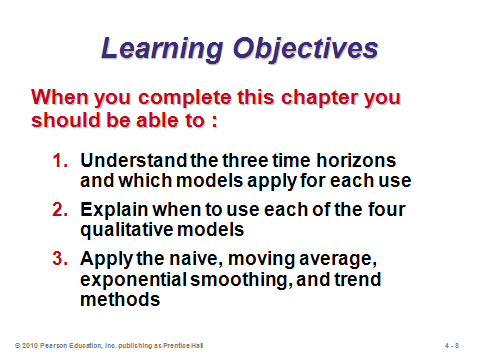 Learning Objectives
When you complete this chapter you
should be able to :
1. Understand the three time horizons
and which models apply for each use
2. Explain when to use each of the four
qualitative models
3. Apply the naive, moving average,
exponential smoothing, and trend
methods
© 2010 Pearson Education, Inc. publishing as Prentice Hall
4 - 8